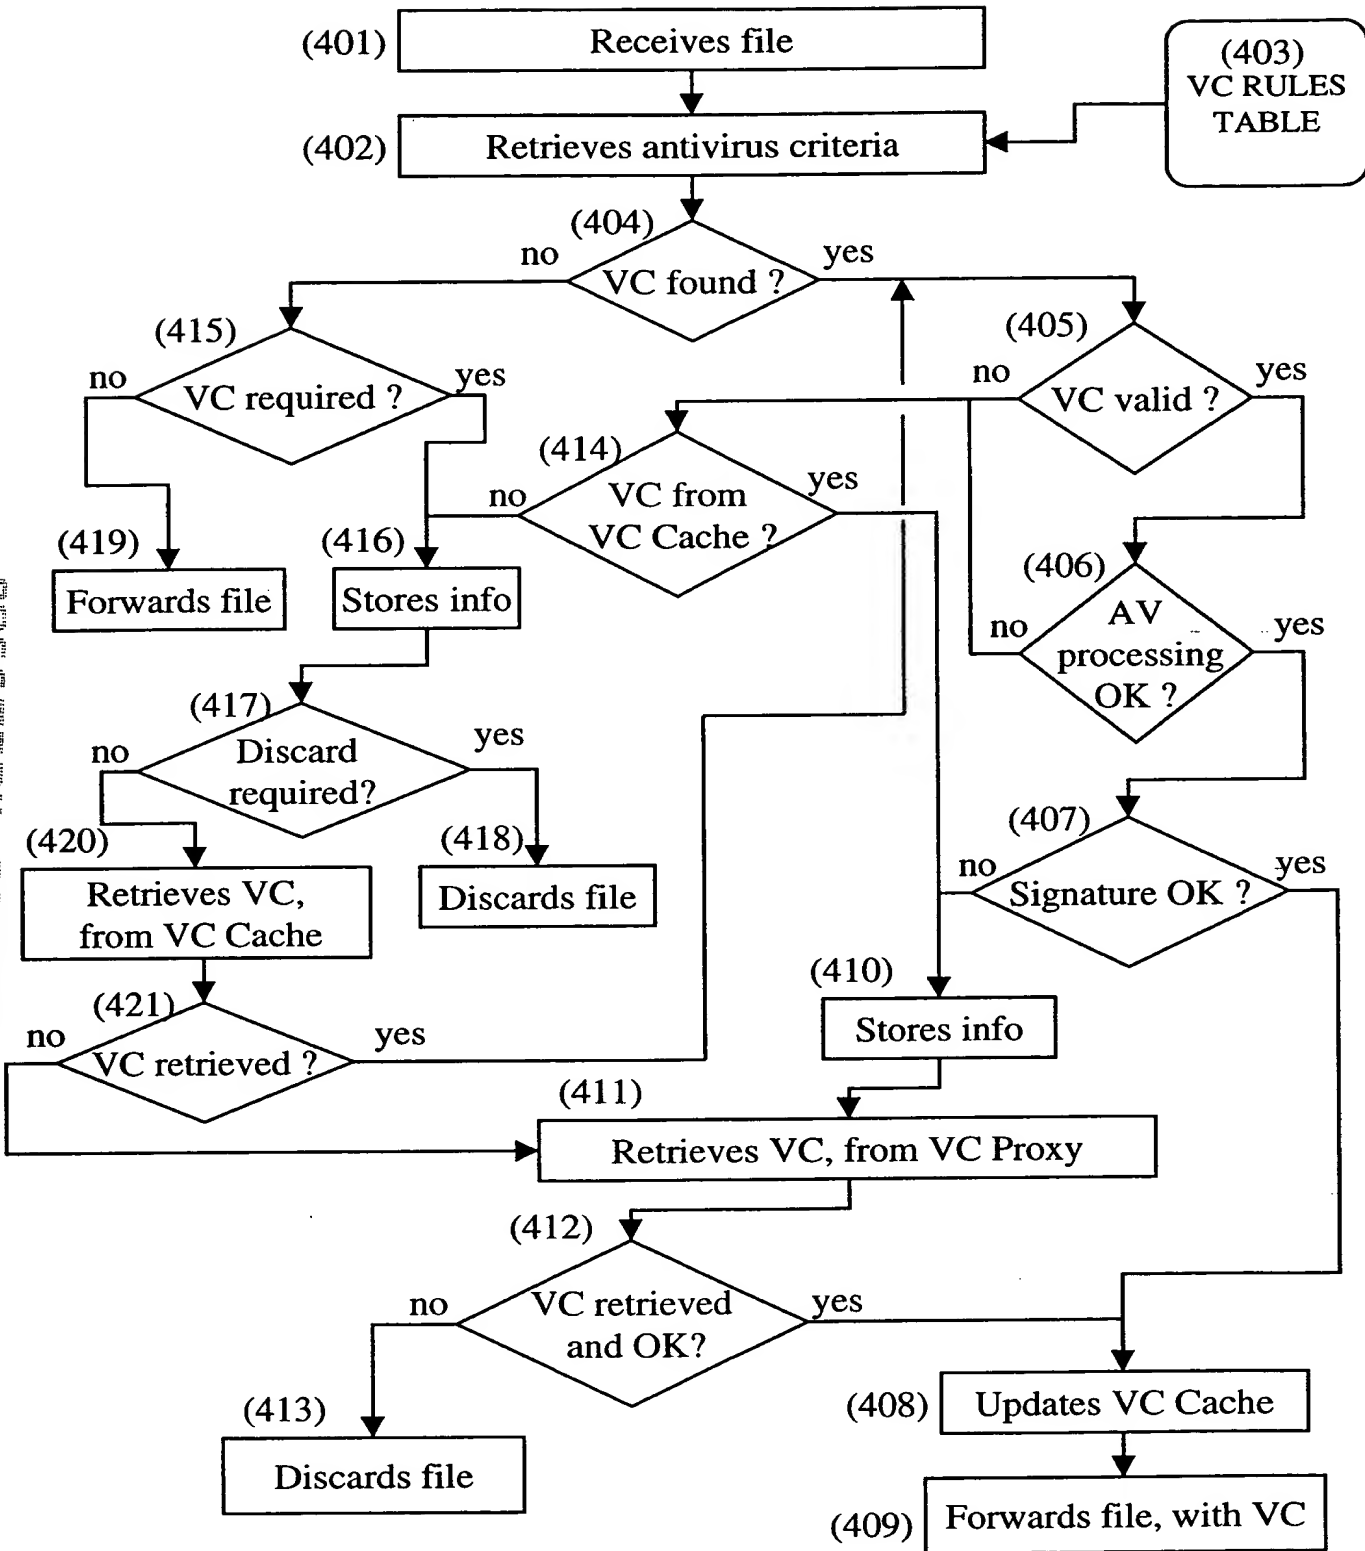 (401)
Receives file
(403)
VC RULES
TABLE
(402)
Retrieves antivirus criteria
(404)
no
VC found ?
yes
(415)
no
VC required ?
yes
(405)
no
VC valid ?
yes
(414)
no
VC from
VC Cache ?
yes
(419)
Forwards file
(416)
Stores info
(406)
no
AV
processing
OK ?
yes
(417)
no
Discard
required?
yes
(407)
no
Signature OK ?
yes
(420)
Retrieves VC,
from VC Cache
(418)
Discards file
(410)
Stores info
(421)
no
VC retrieved ?
yes
(411)
Retrieves VC, from VC Proxy
(412)
no
VC retrieved
and OK?
yes
(413)
Discards file
(408)
Updates VC Cache
(409)
Forwards file, with VC